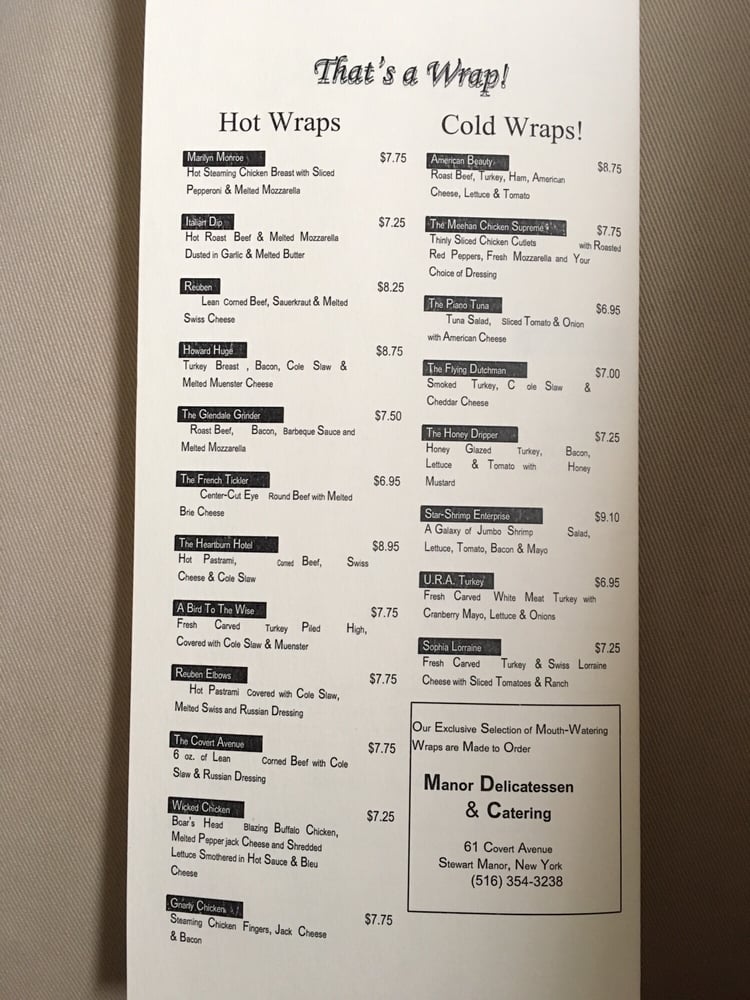 That's a Wrap!
Hot Wraps
Marilyn Monroe $7.75
Hot Steaming Chicken Breast with Sliced
Pepperoni & Melted Mozzarella
Italian Dip $7.25
Hot Roast Beef & Melted Mozzarella
Dusted in Garlic & Melted Butter
Reuben $8.25
Lean Corned Beef, Sauerkraut & Melted
Swiss Cheese
Howard Huge $8.75
Turkey Breast , Bacon, Cole Slaw &
Melted Muenster Cheese
The Glendale Grinder $7.50
Roast Beef, Bacon, Barbeque Sauce and
Melted Mozzarella
The French Tickler $6.95
Center-Cut Eye Round Beef with Melted
Brie Cheese
The Heartburn Hotel $8.95
Hot Pastrami, Corned Beef, Swiss
Cheese & Cole Slaw
A Bird To The Wise $7.75
Fresh Carved Turkey Piled High,
Covered with Cole Slaw & Muenster
Reuben Elbows $7.75
Hot Pastrami Covered with Cole Slaw,
Melted Swiss and Russian Dressing
The Covert Avenue $7.75
6 oz. of Lean Corned Beef with Cole
Slaw & Russian Dressing
Wicked Chicken $7.25
Boar's Head Blazing Buffalo Chicken,
Melted Pepper jack Cheese and Shredded
Lettuce Smothered in Hot Sauce & Bleu
Cheese
Gnarly Chicken $7.75
Steaming Chicken Fingers, Jack Cheese
& Bacon
Cold Wraps!
American Beauty $8.75
Roast Beef, Turkey, Ham, American
Cheese, Lettuce & Tomato
The Meehan Chicken Supreme $7.75
Thinly Sliced Chicken Cutlets with Roasted
Red Peppers, Fresh Mozzarella and Your
Choice of Dressing
The Piano Tuna $6.95
Tuna Salad, Sliced Tomato & Onion
with American Cheese
The Flying Dutchman $7.00
Smoked Turkey, C ole Slaw &
Cheddar Cheese
The Honey Dripper $7.25
Honey Glazed Turkey, Bacon,
Lettuce & Tomato with Honey
Mustard
Star-Shrimp Enterprise $9.10
A Galaxy of Jumbo Shrimp Salad,
Lettuce, Tomato, Bacon & Mayo
U.R.A. Turkey $6.95
Fresh Carved White Meat Turkey with
Cranberry Mayo, Lettuce & Onions
Sophia Lorraine $7.25
Fresh Carved Turkey & Swiss Lorraine
Cheese with Sliced Tomatoes & Ranch
Our Exclusive Selection of Mouth-Watering
Wraps are Made to Order
Manor Delicatessen
& Catering
61 Covert Avenue
Stewart Manor, New York
(516) 354-3238